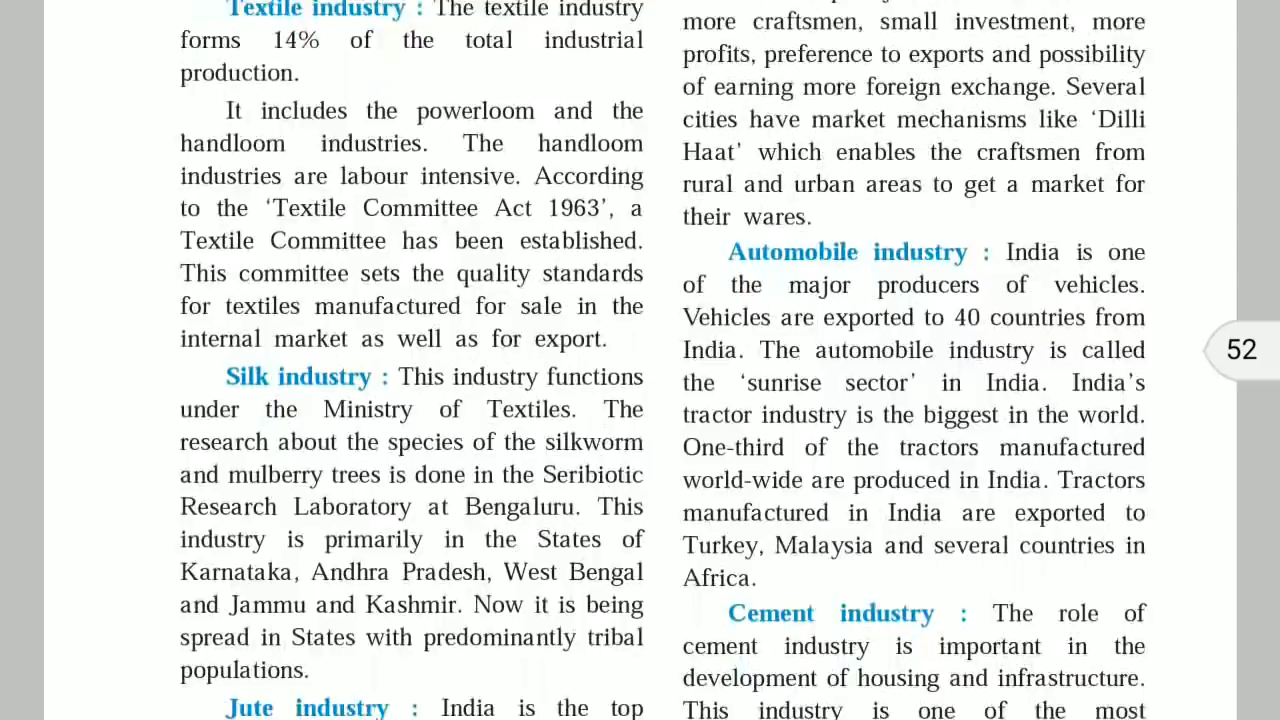 Textile industry : The textile industry
forms 14% of the total industrial
production.
It includes the powerloom and the
handloom industries. The handloom
industries are labour intensive. According
to the ‘Textile Committee Act 1963’, a
Textile Committee has been established.
This committee sets the quality standards
for textiles manufactured for sale in the
internal market as well as for export.
Silk industry : This industry functions
under the Ministry of Textiles. The
research about the species of the silkworm
and mulberry trees is done in the Seribiotic
Research Laboratory at Bengaluru. This
industry is primarily in the States of
Karnataka, Andhra Pradesh, West Bengal
and Jammu and Kashmir. Now it is being
spread in States with predominantly tribal
populations.
Jute industry : India is the top
more craftsmen, small investment, more
profits, preference to exports and possibility
of earning more foreign exchange. Several
cities have market mechanisms like ‘Dilli
Haat’ which enables the craftsmen from
rural and urban areas to get a market for
their wares.
Automobile industry : India is one
of the major producers of vehicles.
Vehicles are exported to 40 countries from
India. The automobile industry is called
the ‘sunrise sector’ in India. India’s
tractor industry is the biggest in the world.
One-third of the tractors manufactured
world-wide are produced in India. Tractors
manufactured in India are exported to
Turkey, Malaysia and several countries in
Africa.
Cement industry : The role of
cement industry is important in the
development of housing and infrastructure.
This industry is one of the most
52